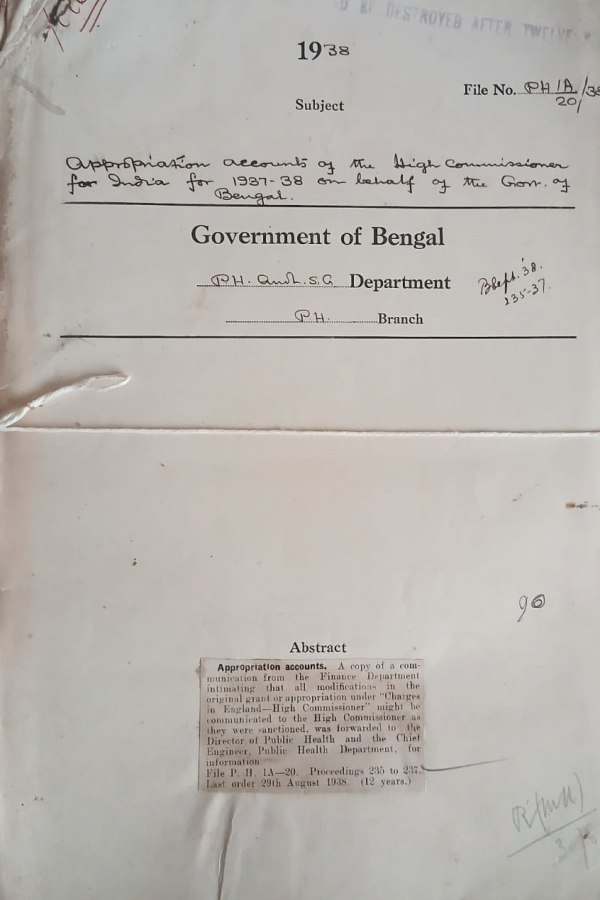 BE DESTROYED AFTER TWELVE
1938
File No. PH 1A/38
20/
Subject
Appropriation accounts of the High Commissioner
for India for 1937-38 on behalf of the Govr. of
Bengal.
Government of Bengal
P.H. and L.S.G. Department
B Sept. '38.
235-37.
P.H. Branch
90
Abstract
Appropriation accounts. A copy of a com-
munication from the Finance Department
intimating that all modifications in the
original grant or appropriation under "Charges
in England—High Commissioner" might be
communicated to the High Commissioner as
they were sanctioned, was forwarded to the
Director of Public Health and the Chief
Engineer, Public Health Department, for
information.
File P. H. 1A—20. Proceedings 235 to 237.
Last order 29th August 1938. (12 years.)